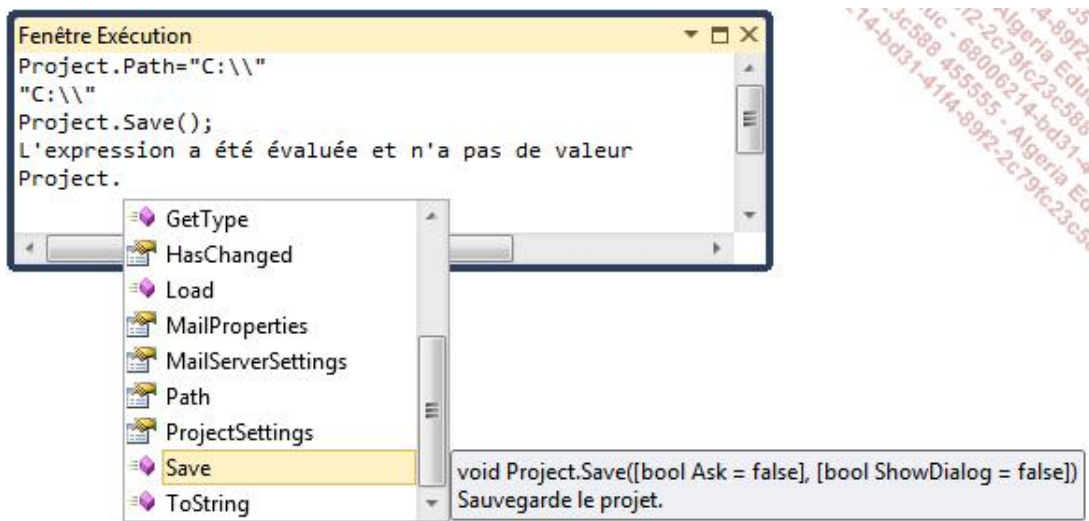 Fenêtre Exécution
Project.Path="C:\\"
"C:\\"
Project.Save();
L'expression a été évaluée et n'a pas de valeur
Project.
GetType
HasChanged
Load
MailProperties
MailServerSettings
Path
ProjectSettings
Save
ToString
void Project.Save([bool Ask = false], [bool ShowDialog = false])
Sauvegarde le projet.